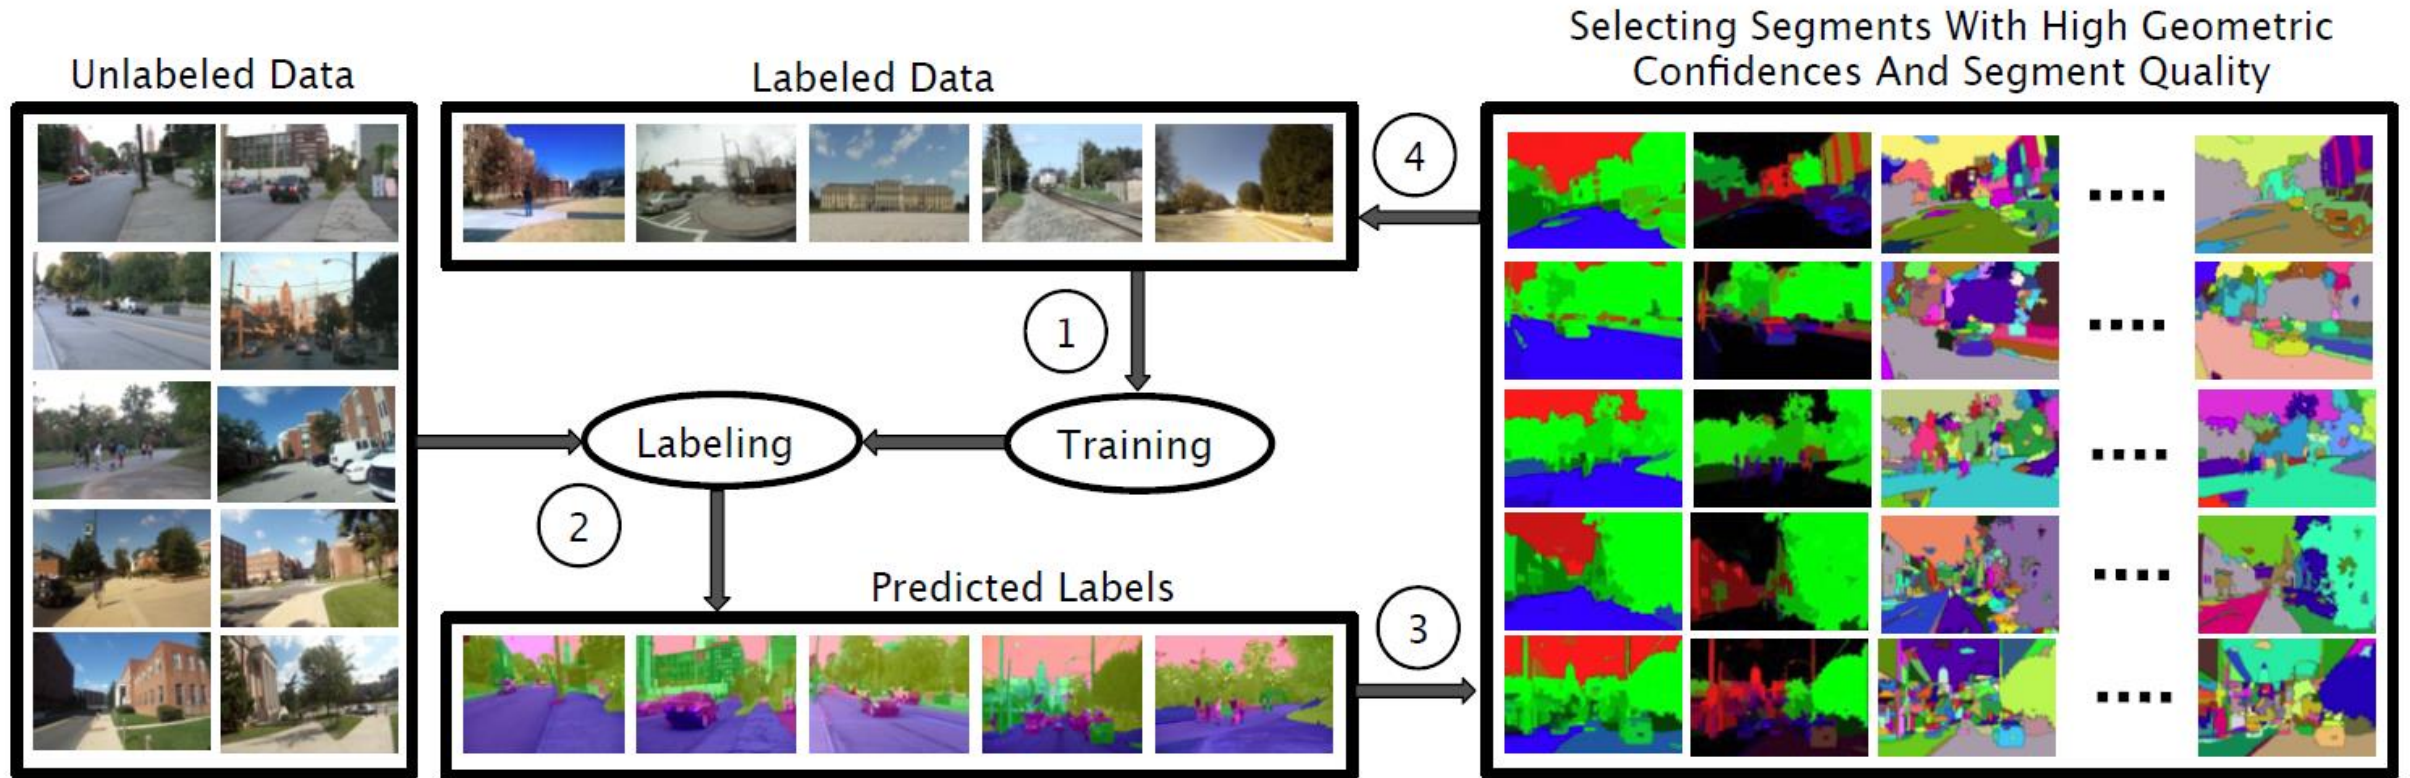 Selecting Segments With High Geometric
Confidences And Segment Quality
Unlabeled Data
Labeled Data
4
1
Labeling
Training
2
Predicted Labels
3